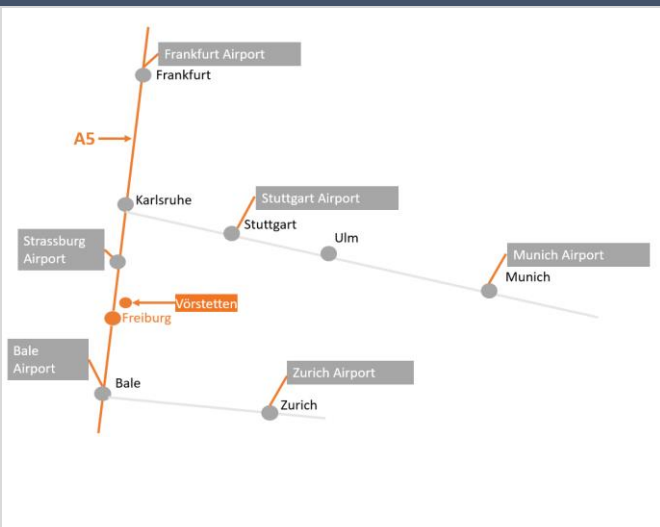 Frankfurt Airport
Frankfurt
A5
Karlsruhe
Stuttgart Airport
Stuttgart
Ulm
Strassburg
Airport
Munich Airport
Munich
Vörstetten
Freiburg
Bale
Airport
Bale
Zurich Airport
Zurich